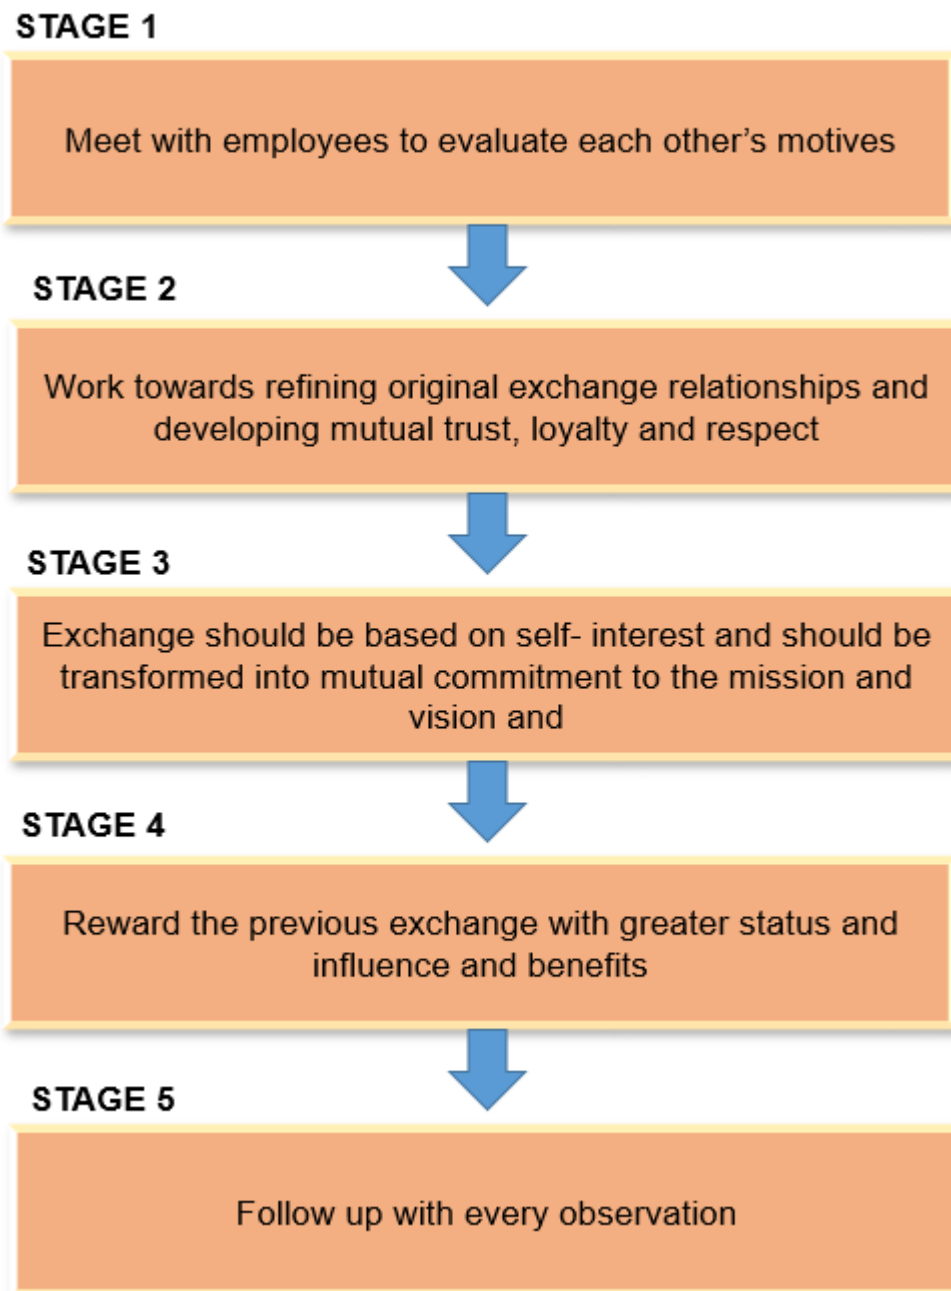 STAGE 1
Meet with employees to evaluate each other’s motives
STAGE 2
Work towards refining original exchange relationships and
developing mutual trust, loyalty and respect
STAGE 3
Exchange should be based on self- interest and should be
transformed into mutual commitment to the mission and
vision and
STAGE 4
Reward the previous exchange with greater status and
influence and benefits
STAGE 5
Follow up with every observation